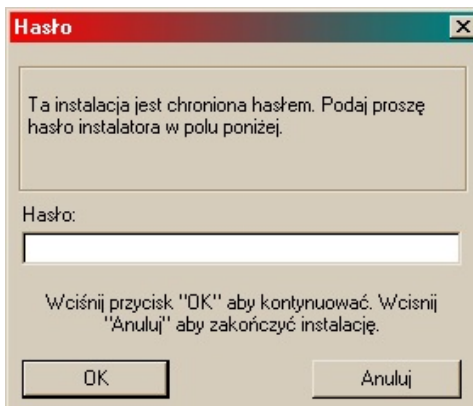 Hasło
Ta instalacja jest chroniona hasłem. Podaj proszę
hasło instalatora w polu poniżej.
Hasło:
Wciśnij przycisk "OK" aby kontynuować. Wcisnij
"Anuluj" aby zakończyć instalację.
OK
Anuluj